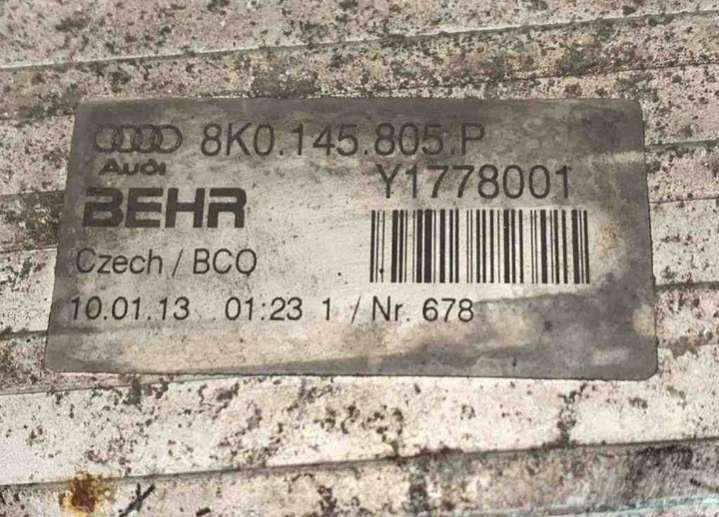 8K0.145.805.P
Audi
Y1778001
BEHR
Czech / BCO
10.01.13 01:23 1 / Nr. 678